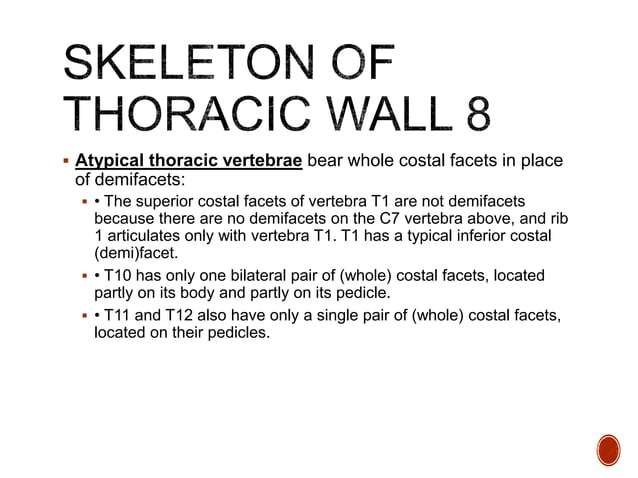 SKELETON OF
THORACIC WALL 8
▪ Atypical thoracic vertebrae bear whole costal facets in place
of demifacets:
▪ • The superior costal facets of vertebra T1 are not demifacets
because there are no demifacets on the C7 vertebra above, and rib
1 articulates only with vertebra T1. T1 has a typical inferior costal
(demi)facet.
▪ • T10 has only one bilateral pair of (whole) costal facets, located
partly on its body and partly on its pedicle.
▪ • T11 and T12 also have only a single pair of (whole) costal facets,
located on their pedicles.